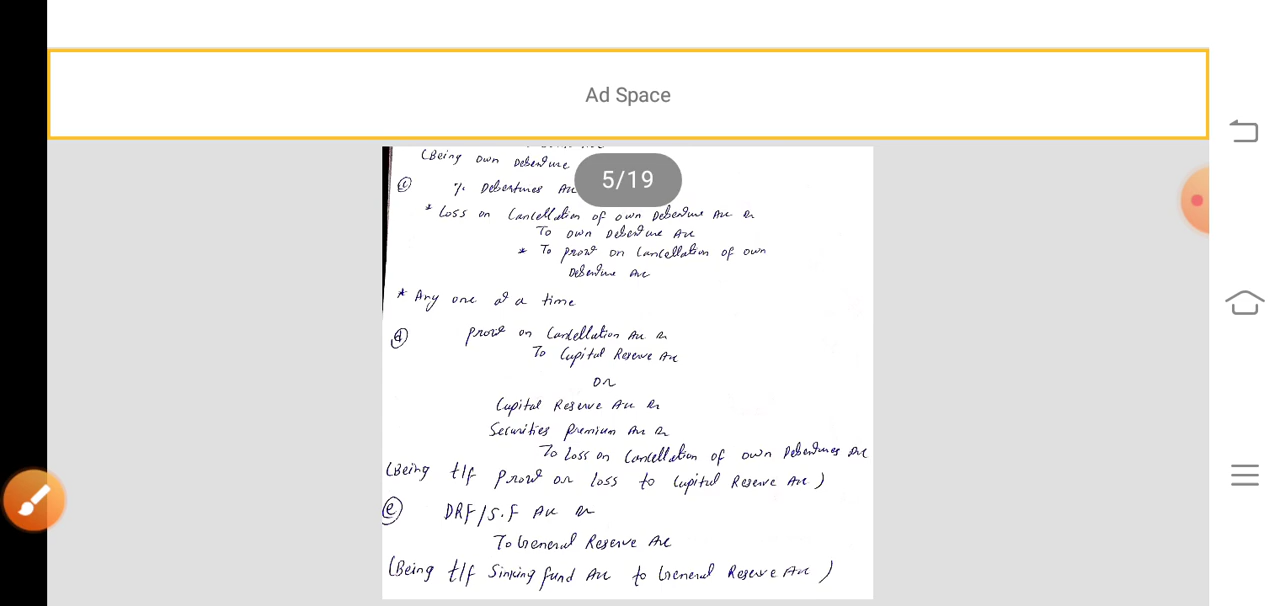 Ad Space
(Being own Debenture
5/19
(c) % Debentures A/c
* Loss on Cancellation of own Debenture A/c Dr
To own Debenture A/c
* To profit on Cancellation of own
Debenture A/c
* Any one at a time
(d) profit on Cancellation A/c Dr
To Capital Reserve A/c
OR
Capital Reserve A/c Dr
Securities premium A/c Dr
To Loss on Cancellation of own Debentures A/c
(Being t/f profit or loss to Capital Reserve A/c)
(e) DRF/S.F A/c Dr
To General Reserve A/c
(Being t/f Sinking fund A/c to General Reserve A/c)